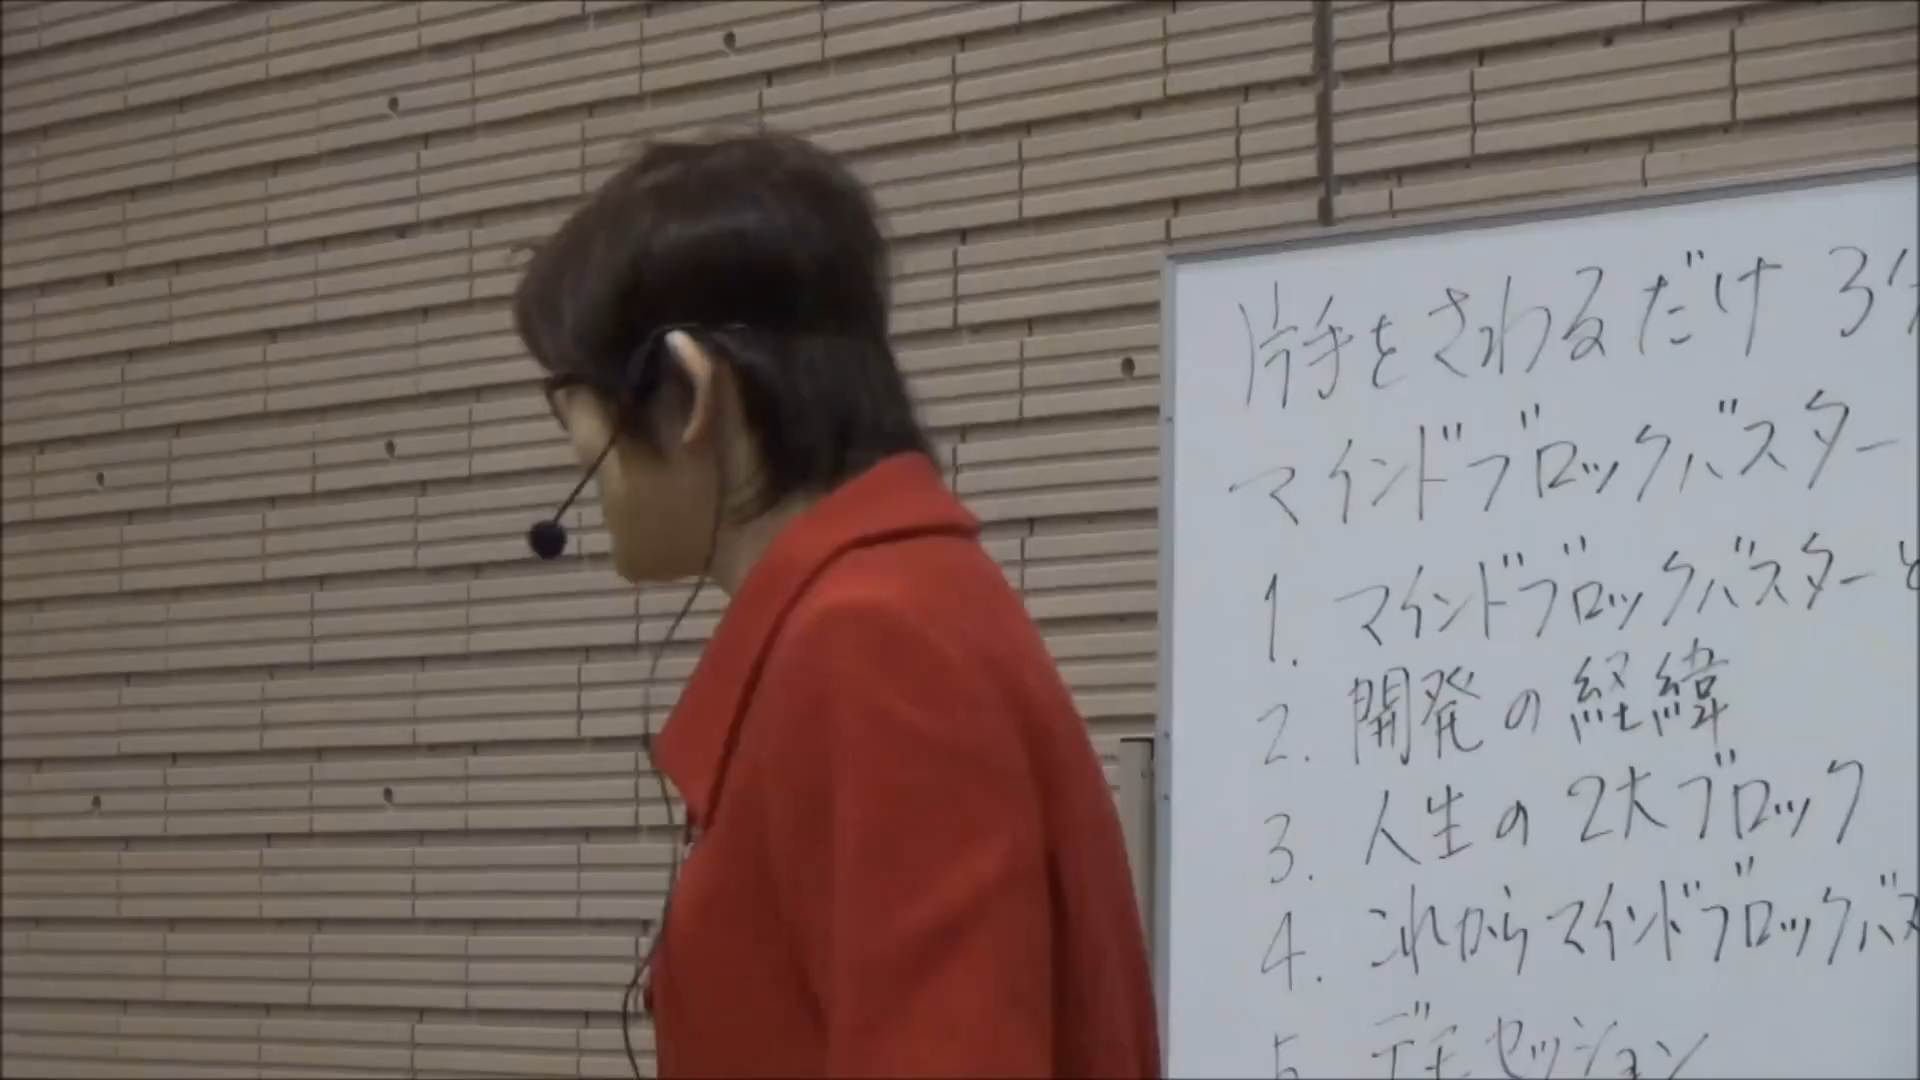 片手をさわるだけ 3
マインドブロックバスター
1. マインドブロックバスターと
2. 開発の経緯
3. 人生の2大ブロック
4. これからマインドブロックバス
5 デモセッション